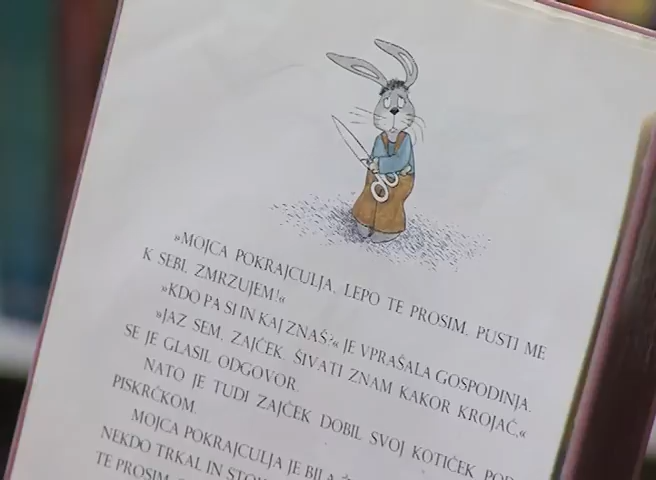 »MOJCA POKRAJCULJA, LEPO TE PROSIM, PUSTI ME
K SEBI, ZMRZUJEM!«
»KDO PA SI IN KAJ ZNAŠ?« JE VPRAŠALA GOSPODINJA.
»JAZ SEM, ZAJČEK, ŠIVATI ZNAM KAKOR KROJAČ,«
SE JE GLASIL ODGOVOR.
NATO JE TUDI ZAJČEK DOBIL SVOJ KOTIČEK POD
PISKRČKOM.
MOJCA POKRAJCULJA JE BILA
NEKDO TRKAL IN
TE PROSIM,